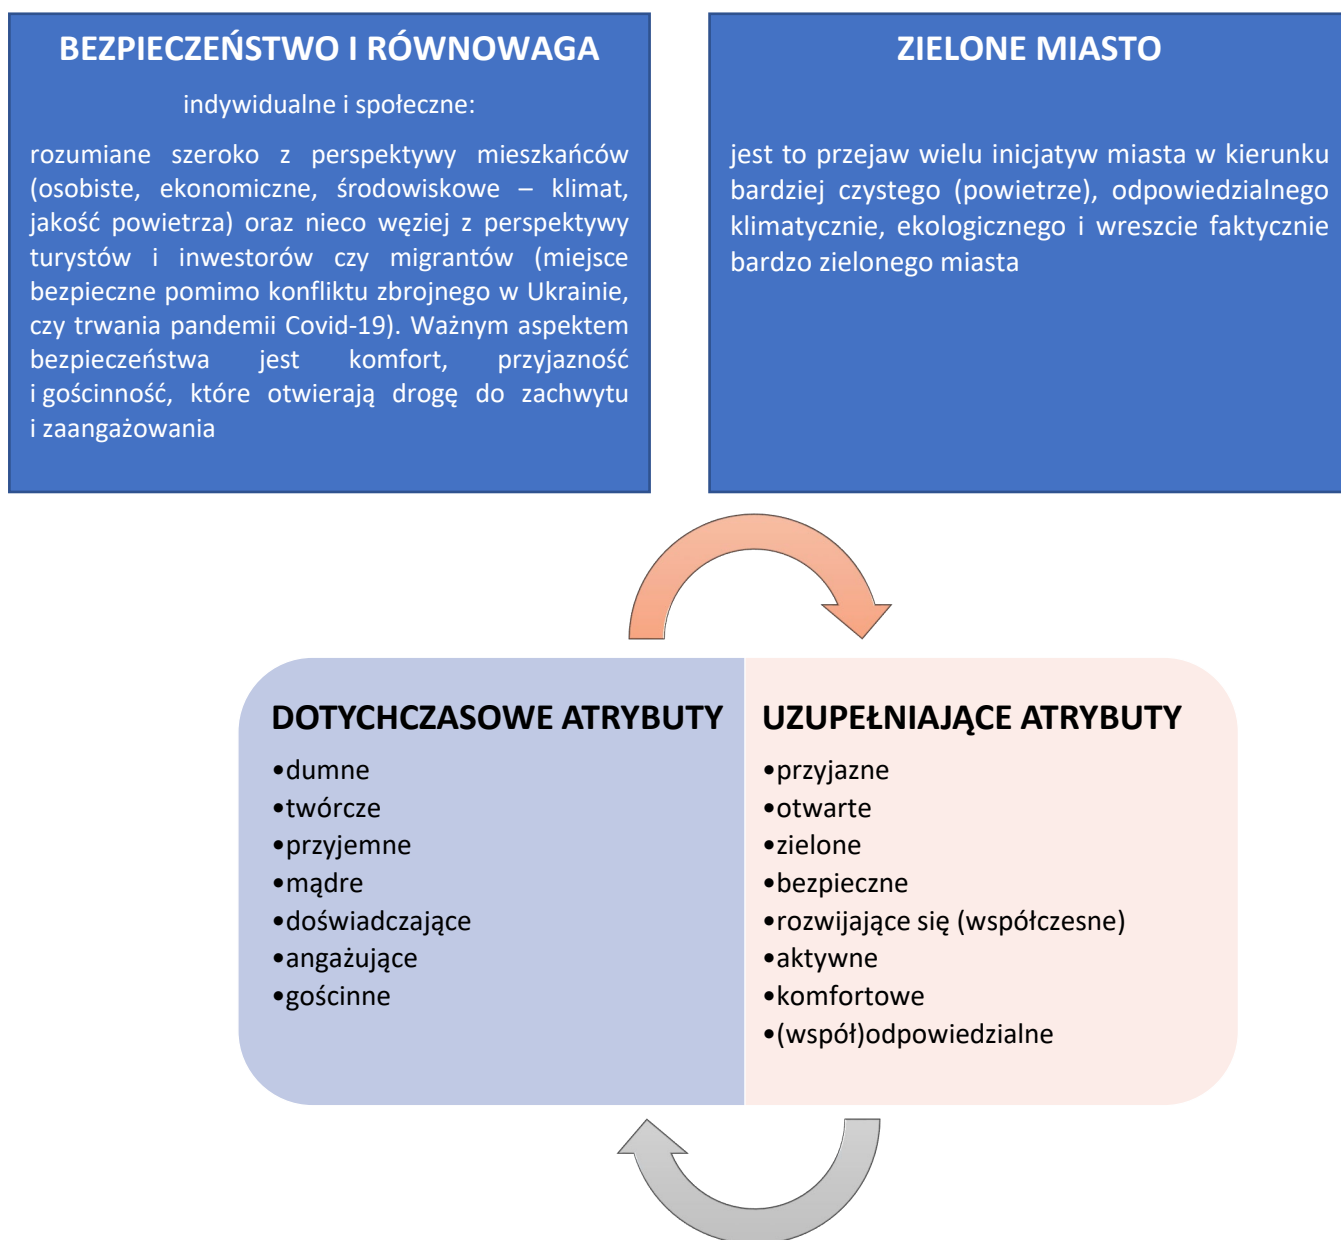 BEZPIECZEŃSTWO I RÓWNOWAGA
indywidualne i społeczne:
rozumiane szeroko z perspektywy mieszkańców
(osobiste, ekonomiczne, środowiskowe – klimat,
jakość powietrza) oraz nieco węziej z perspektywy
turystów i inwestorów czy migrantów (miejsce
bezpieczne pomimo konfliktu zbrojnego w Ukrainie,
czy trwania pandemii Covid-19). Ważnym aspektem
bezpieczeństwa jest komfort, przyjazność
i gościnność, które otwierają drogę do zachwytu
i zaangażowania
ZIELONE MIASTO
jest to przejaw wielu inicjatyw miasta w kierunku
bardziej czystego (powietrze), odpowiedzialnego
klimatycznie, ekologicznego i wreszcie faktycznie
bardzo zielonego miasta
DOTYCHCZASOWE ATRYBUTY
•dumne
•twórcze
•przyjemne
•mądre
•doświadczające
•angażujące
•gościnne
UZUPEŁNIAJĄCE ATRYBUTY
•przyjazne
•otwarte
•zielone
•bezpieczne
•rozwijające się (współczesne)
•aktywne
•komfortowe
•(współ)odpowiedzialne